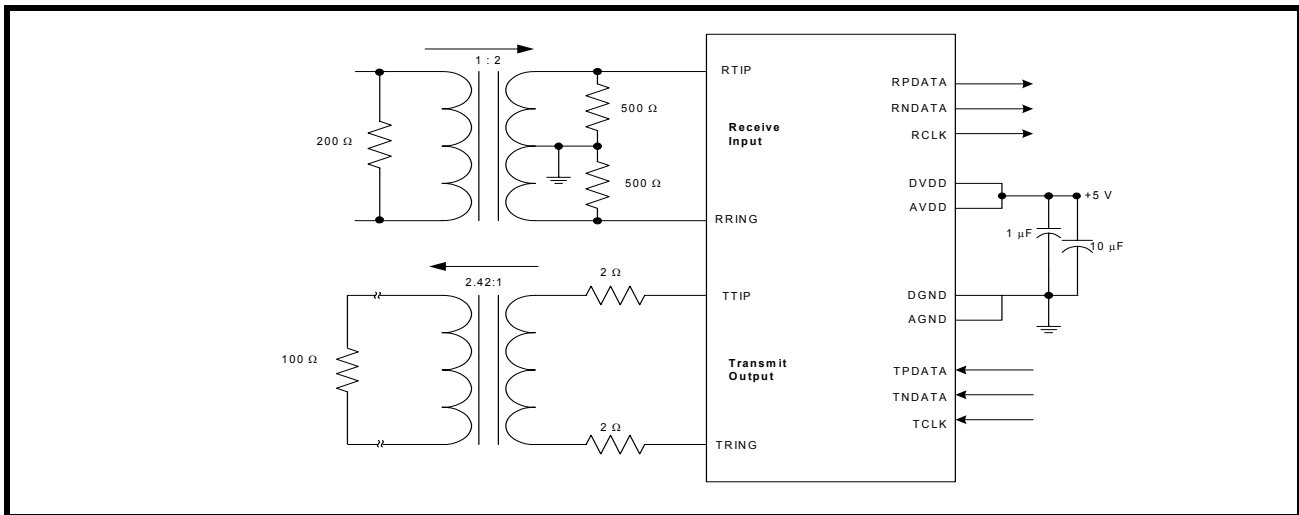 1 : 2
RTIP
RPDATA
500 Ω
RNDATA
Receive
Input
200 Ω
RCLK
500 Ω
DVDD
+5 V
AVDD
RRING
1 μF
10 μF
2.42:1
2 Ω
TTIP
DGND
AGND
100 Ω
Transmit
Output
TPDATA
TNDATA
2 Ω
TCLK
TRING